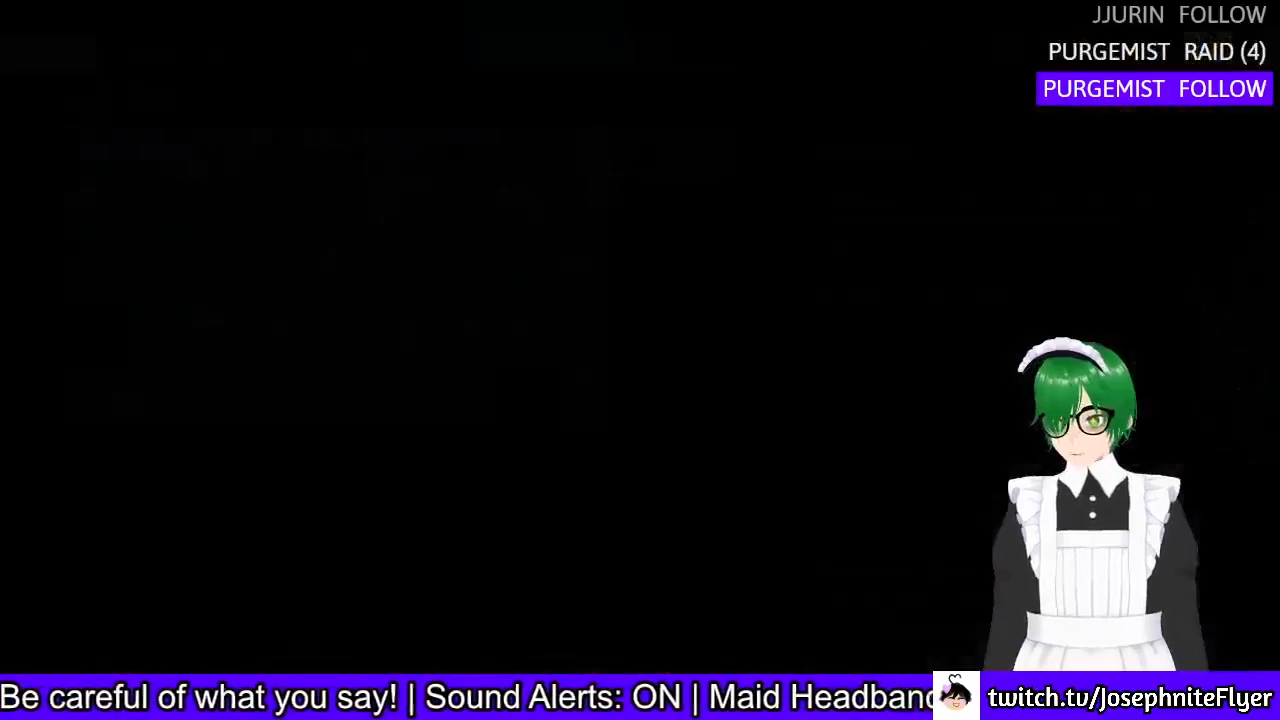 JJURIN FOLLOW
PURGEMIST RAID (4)
PURGEMIST FOLLOW
Be careful of what you say! | Sound Alerts: ON | Maid Headband
twitch.tv/JosephniteFlyer